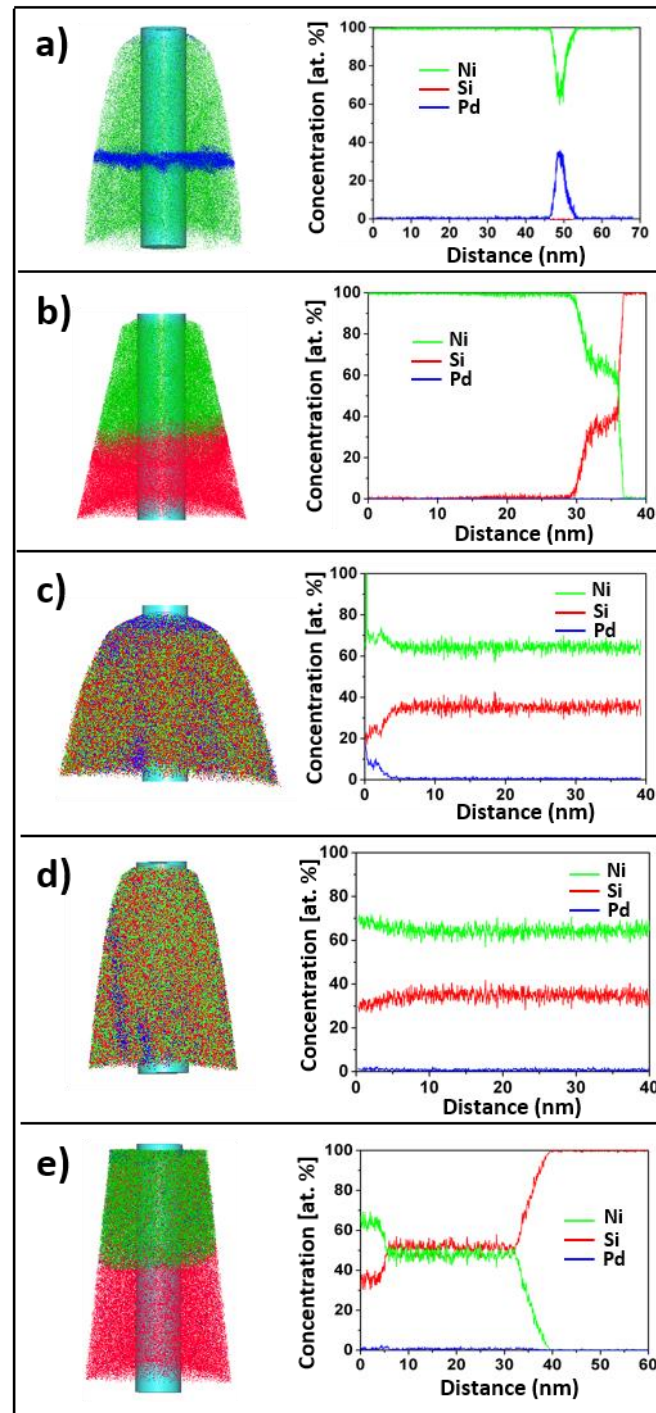 a)
Concentration [at. %]
100
80
60
40
20
0
Ni
Si
Pd
0 10 20 30 40 50 60 70
Distance (nm)
b)
Concentration [at. %]
100
80
60
40
20
0
Ni
Si
Pd
0 10 20 30 40
Distance (nm)
c)
Concentration [at. %]
100
80
60
40
20
0
Ni
Si
Pd
0 10 20 30 40
Distance (nm)
d)
Concentration [at. %]
100
80
60
40
20
0
Ni
Si
Pd
0 10 20 30 40
Distance (nm)
e)
Concentration [at. %]
100
80
60
40
20
0
Ni
Si
Pd
0 10 20 30 40 50 60
Distance (nm)